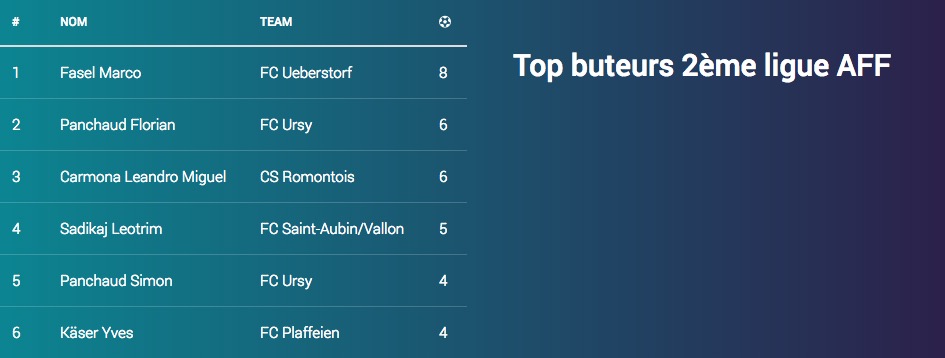 # NOM TEAM
1 Fasel Marco FC Ueberstorf 8
2 Panchaud Florian FC Ursy 6
3 Carmona Leandro Miguel CS Romontois 6
4 Sadikaj Leotrim FC Saint-Aubin/Vallon 5
5 Panchaud Simon FC Ursy 4
6 Käser Yves FC Plaffeien 4
Top buteurs 2ème ligue AFF